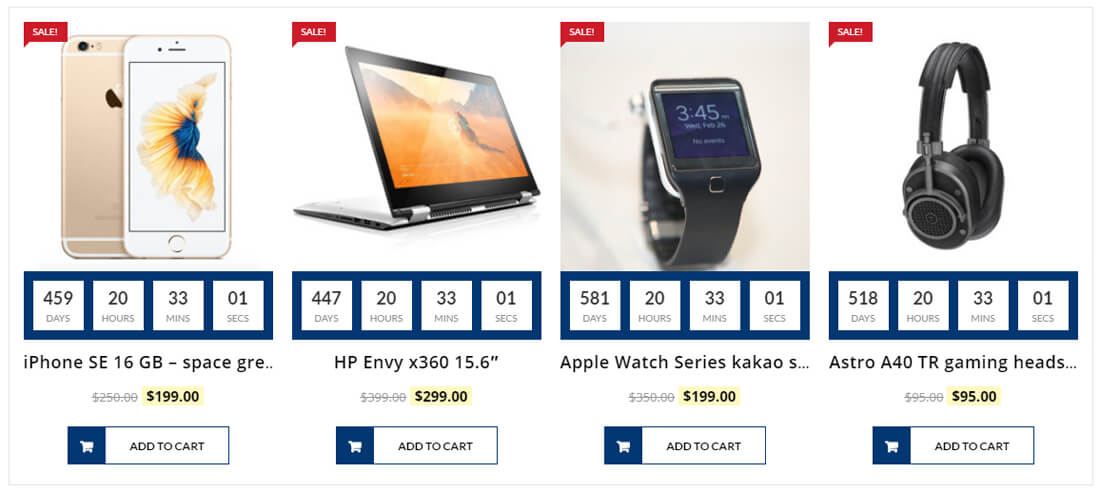 SALE! SALE! SALE! SALE!
3:45
Wed, Feb 26
No events
459 20 33 01
DAYS HOURS MINS SECS
447 20 33 01
DAYS HOURS MINS SECS
581 20 33 01
DAYS HOURS MINS SECS
518 20 33 01
DAYS HOURS MINS SECS
iPhone SE 16 GB – space gre..
HP Envy x360 15.6″
Apple Watch Series kakao s...
Astro A40 TR gaming heads...
$250.00 $199.00
$399.00 $299.00
$350.00 $199.00
$95.00 $95.00
ADD TO CART
ADD TO CART
ADD TO CART
ADD TO CART